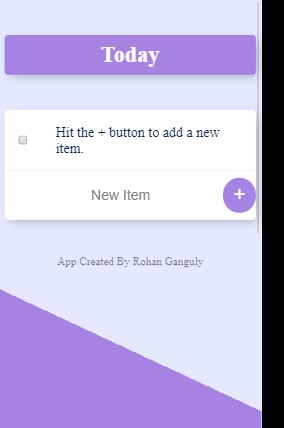 Today
Hit the + button to add a new
item.
New Item
+
App Created By Rohan Ganguly